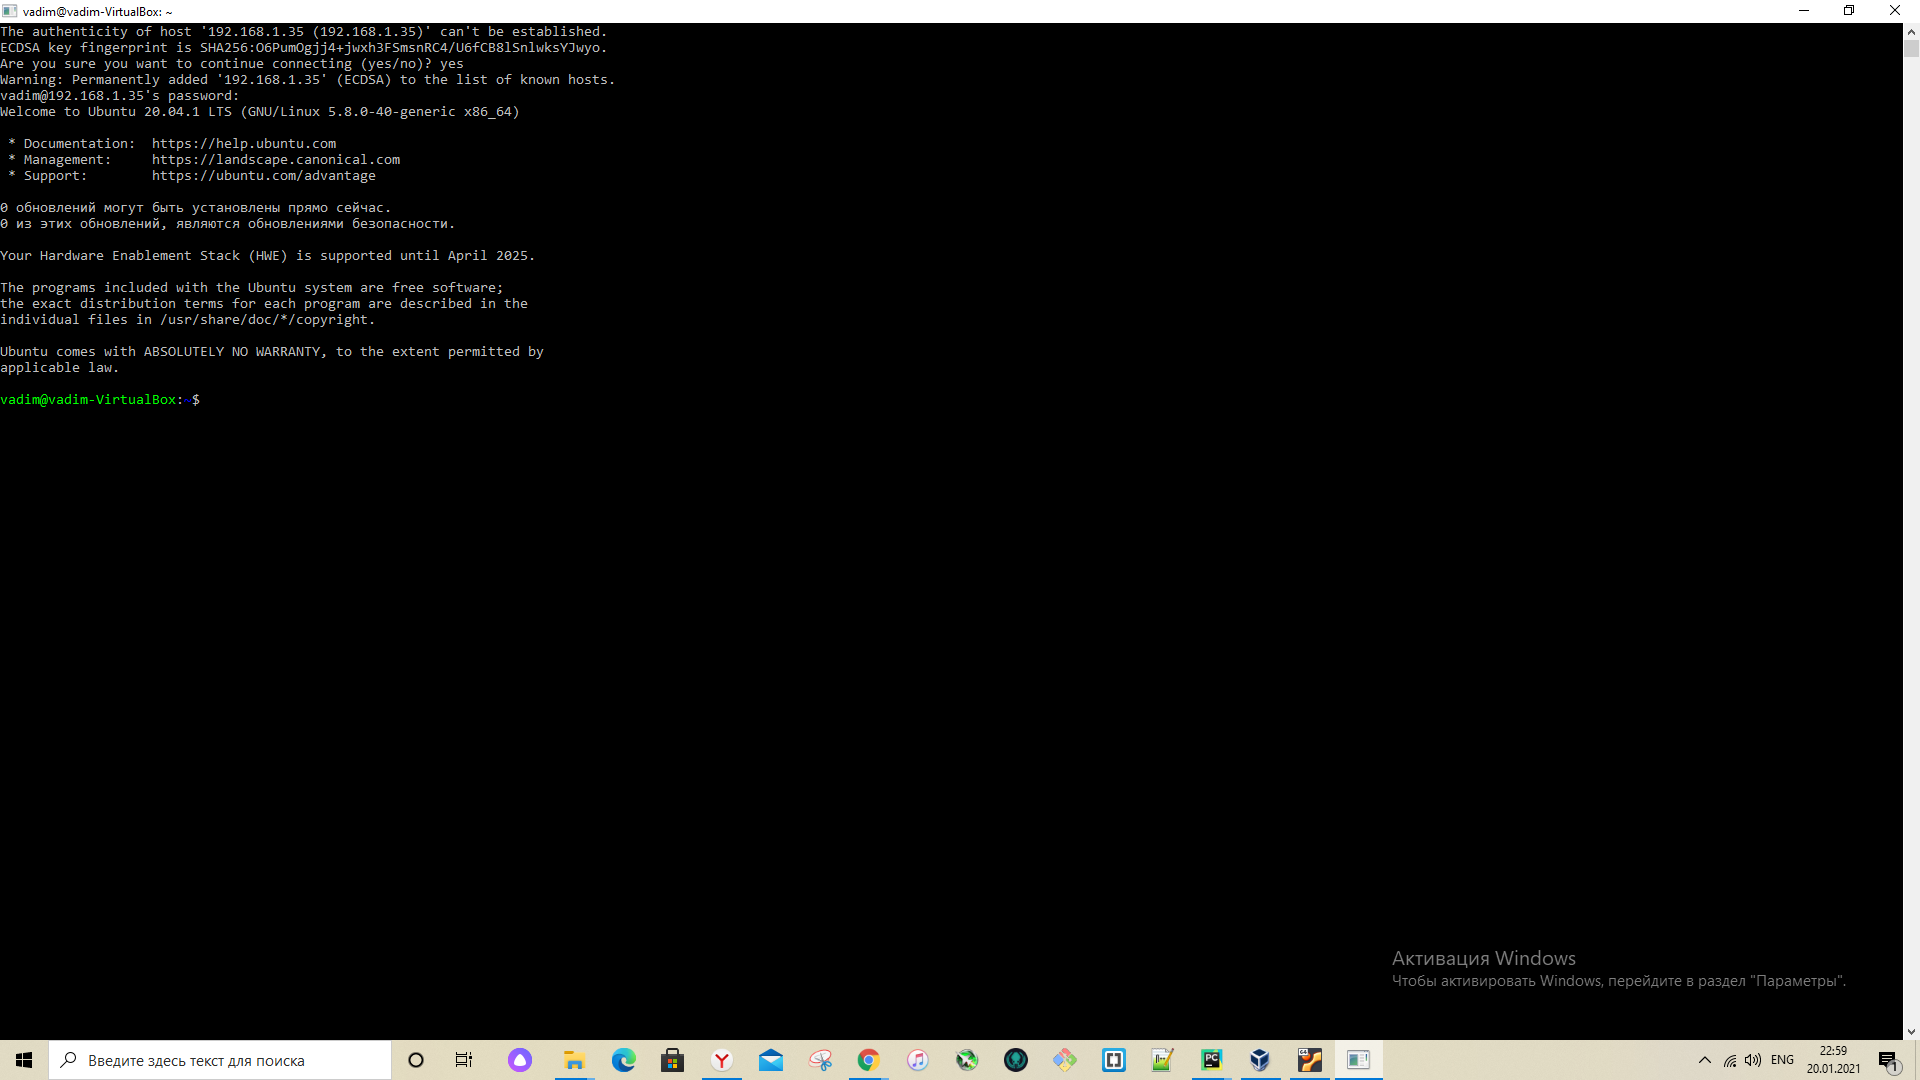 vadim@vadim-VirtualBox: ~
The authenticity of host '192.168.1.35 (192.168.1.35)' can't be established.
ECDSA key fingerprint is SHA256:O6PumOgjj4+jwxh3FSmsnRC4/U6fCB8lSnlwksYJwyo.
Are you sure you want to continue connecting (yes/no)? yes
Warning: Permanently added '192.168.1.35' (ECDSA) to the list of known hosts.
vadim@192.168.1.35's password:
Welcome to Ubuntu 20.04.1 LTS (GNU/Linux 5.8.0-40-generic x86_64)
* Documentation:  https://help.ubuntu.com
* Management:     https://landscape.canonical.com
* Support:        https://ubuntu.com/advantage
0 обновлений могут быть установлены прямо сейчас.
0 из этих обновлений, являются обновлениями безопасности.
Your Hardware Enablement Stack (HWE) is supported until April 2025.
The programs included with the Ubuntu system are free software;
the exact distribution terms for each program are described in the
individual files in /usr/share/doc/*/copyright.
Ubuntu comes with ABSOLUTELY NO WARRANTY, to the extent permitted by
applicable law.
vadim@vadim-VirtualBox:~$
Активация Windows
Чтобы активировать Windows, перейдите в раздел "Параметры".
Введите здесь текст для поиска
ENG
22:59
20.01.2021
1